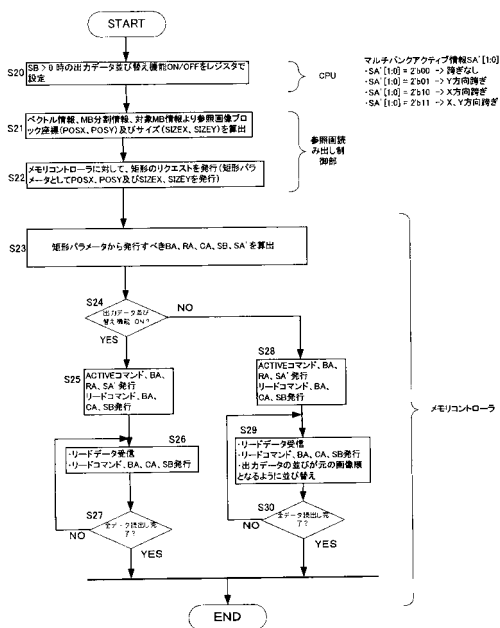 START
S20
SB > 0 時の出力データ並び替え機能ON/OFFをレジスタで
設定
CPU
マルチバンクアクティブ情報SA' [1:0]
・SA' [1:0] = 2'b00 -> 跨ぎなし
・SA' [1:0] = 2'b01 -> Y方向跨ぎ
・SA' [1:0] = 2'b10 -> X方向跨ぎ
・SA' [1:0] = 2'b11 -> X、Y方向跨ぎ
S21
ベクトル情報、MB分割情報、対象MB情報より参照画像ブロ
ック座標(POSX、POSY)及びサイズ(SIZEX、SIZEY)を算出
参照画読
み出し制
御部
S22
メモリコントローラに対して、矩形のリクエストを発行(矩形パラ
メータとしてPOSX、POSY及びSIZEX、SIZEYを発行)
S23
矩形パラメータから発行すべきBA、RA、CA、SB、SA'を算出
S24
出力データ並び
替え機能 ON?
NO
YES
S25
ACTIVEコマンド、BA、
RA、SA' 発行
リードコマンド、BA、
CA、SB発行
S28
ACTIVEコマンド、BA、
RA、SA' 発行
リードコマンド、BA、
CA、SB発行
メモリコントローラ
S26
・リードデータ受信
・リードコマンド、BA、CA、SB発行
S29
・リードデータ受信
・リードコマンド、BA、CA、SB発行
・出力データの並びが元の画像順
となるように並び替え
S27
全データ読出し完
了?
NO
YES
S30
全データ読出し完
了?
NO
YES
END